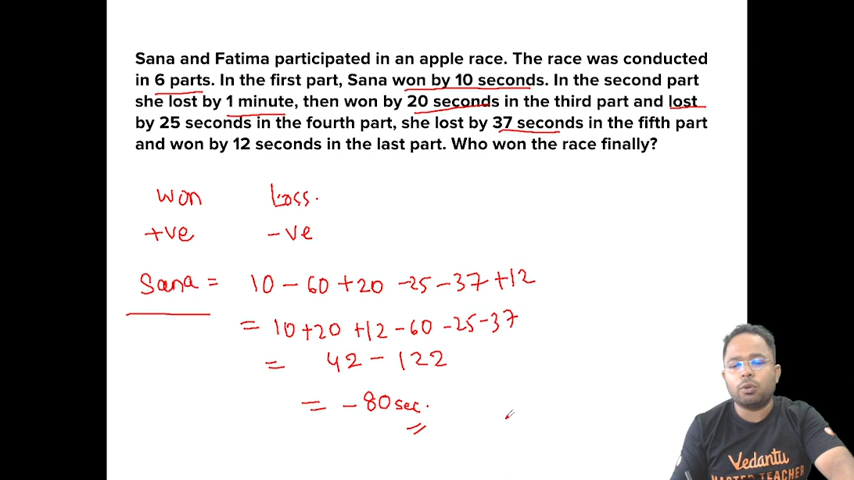 Sana and Fatima participated in an apple race. The race was conducted
in 6 parts. In the first part, Sana won by 10 seconds. In the second part
she lost by 1 minute, then won by 20 seconds in the third part and lost
by 25 seconds in the fourth part, she lost by 37 seconds in the fifth part
and won by 12 seconds in the last part. Who won the race finally?
won Loss.
+ve -ve
Sana = 10 - 60 + 20 - 25 - 37 + 12
= 10 + 20 + 12 - 60 - 25 - 37
= 42 - 122
= - 80 sec.
Vedantu
MASTER TEACHER